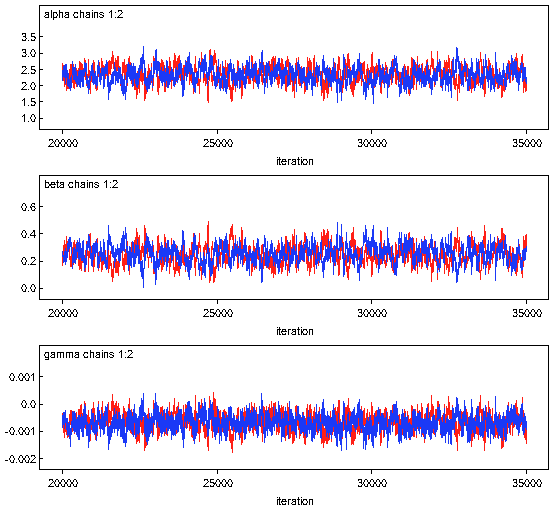 alpha chains 1:2
3.5
3.0
2.5
2.0
1.5
1.0
20000 25000 30000 35000
iteration
beta chains 1:2
0.6
0.4
0.2
0.0
20000 25000 30000 35000
iteration
gamma chains 1:2
0.001
0.0
-0.001
-0.002
20000 25000 30000 35000
iteration